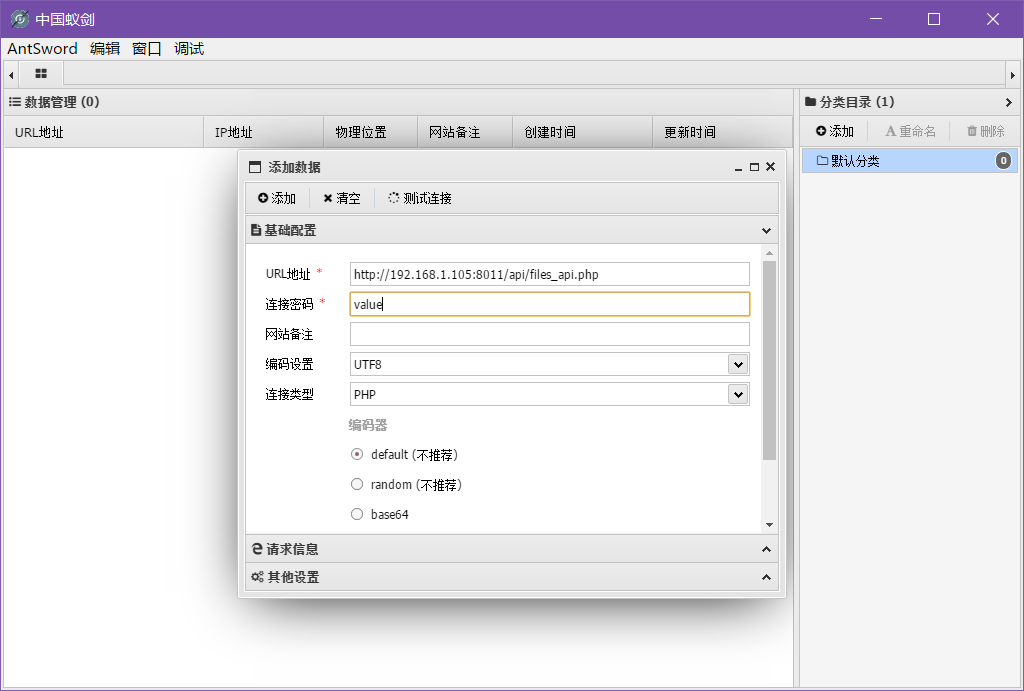 中国蚁剑
AntSword 编辑 窗口 调试
数据管理 (0)
URL地址 IP地址 物理位置 网站备注 创建时间 更新时间
分类目录 (1)
添加 重命名 删除
默认分类 0
添加数据
添加 清空 测试连接
基础配置
URL地址 * http://192.168.1.105:8011/api/files_api.php
连接密码 * value
网站备注
编码设置 UTF8
连接类型 PHP
编码器
default (不推荐)
random (不推荐)
base64
请求信息
其他设置